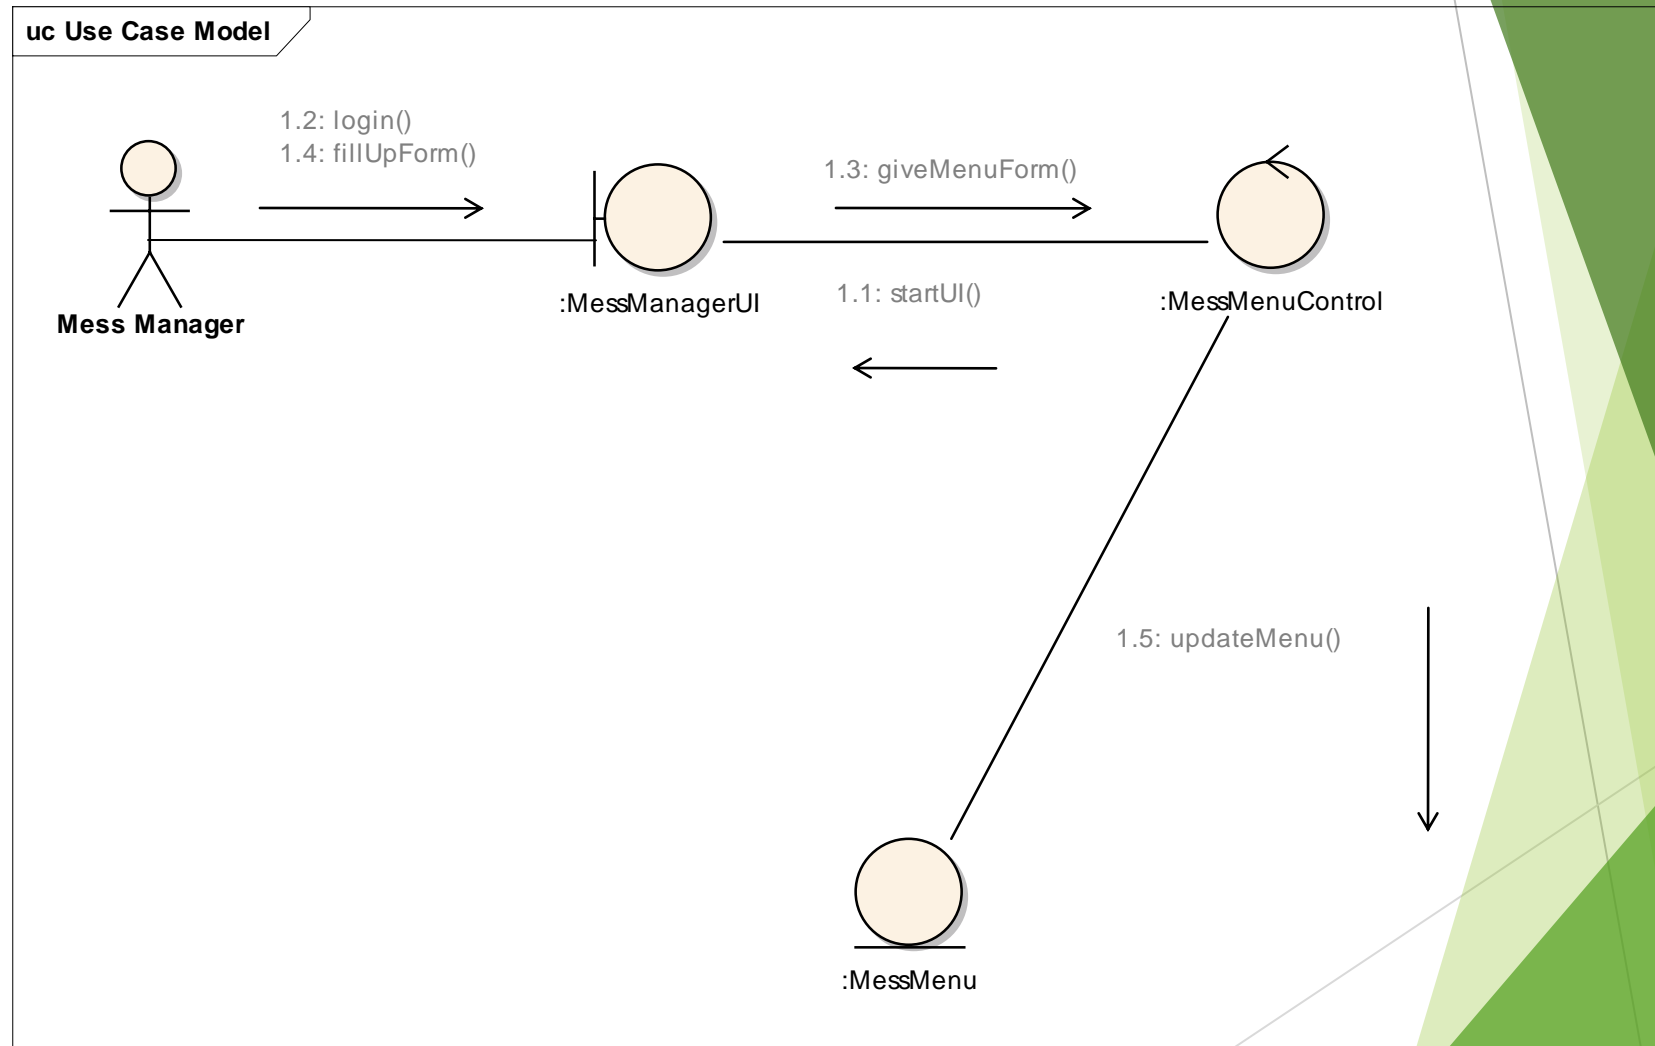 uc Use Case Model
1.2: login()
1.4: fillUpForm()
1.3: giveMenuForm()
1.1: startUI()
:MessManagerUI
:MessMenuControl
Mess Manager
1.5: updateMenu()
:MessMenu